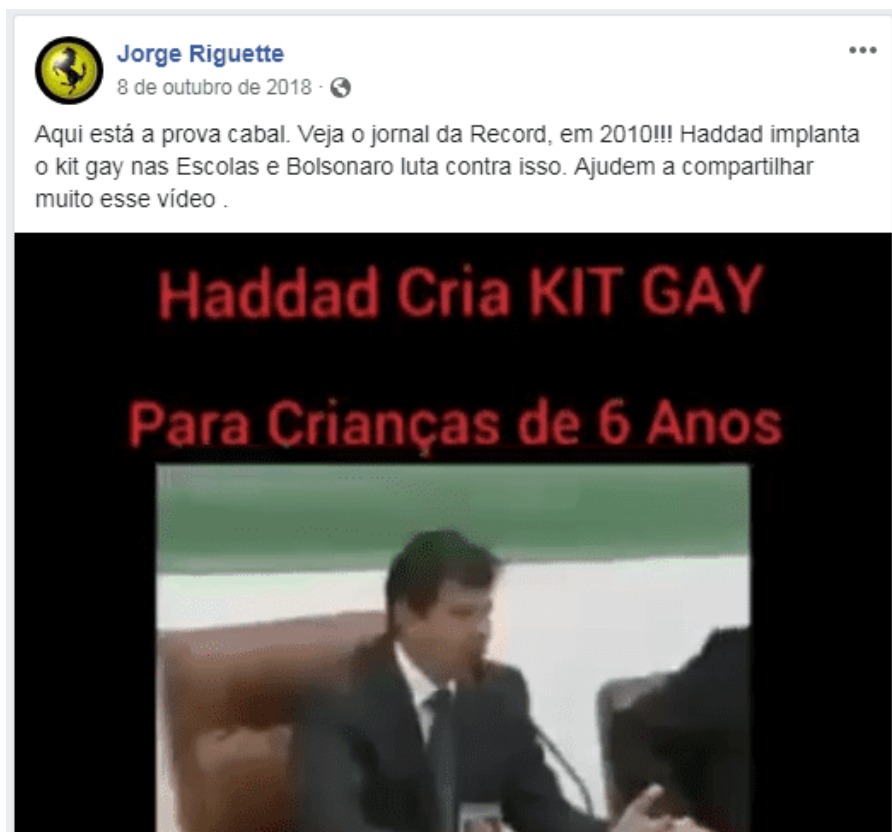 Jorge Riguette
8 de outubro de 2018 ·
Aqui está a prova cabal. Veja o jornal da Record, em 2010!!! Haddad implanta
o kit gay nas Escolas e Bolsonaro luta contra isso. Ajudem a compartilhar
muito esse vídeo .
Haddad Cria KIT GAY
Para Crianças de 6 Anos